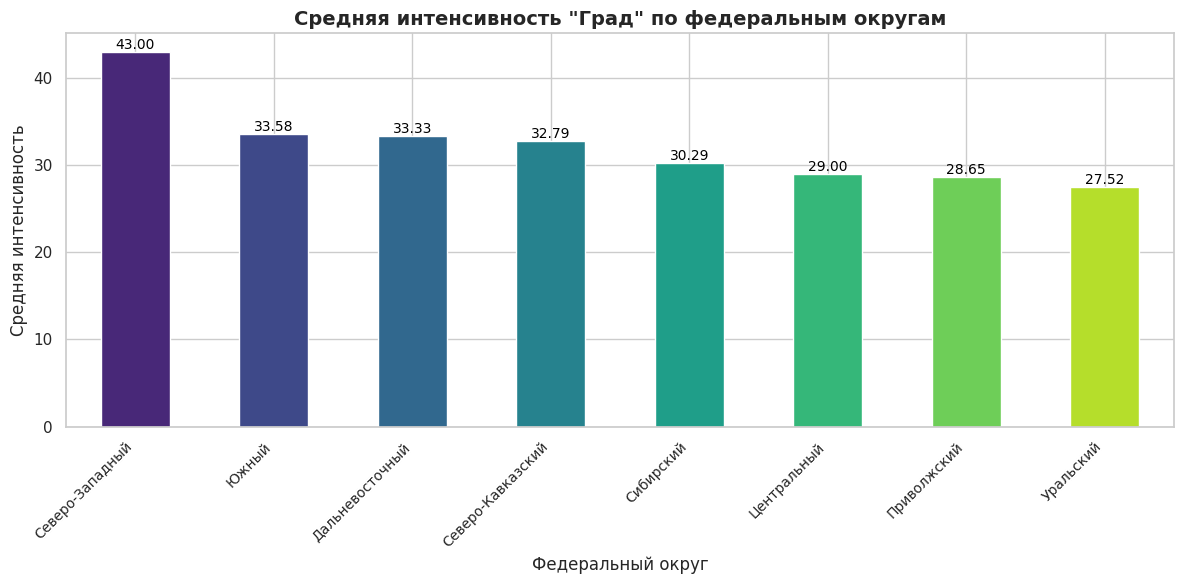 Средняя интенсивность "Град" по федеральным округам
Средняя интенсивность
40
30
20
10
0
43.00
33.58
33.33
32.79
30.29
29.00
28.65
27.52
Северо-Западный
Южный
Дальневосточный
Северо-Кавказский
Сибирский
Центральный
Приволжский
Уральский
Федеральный округ